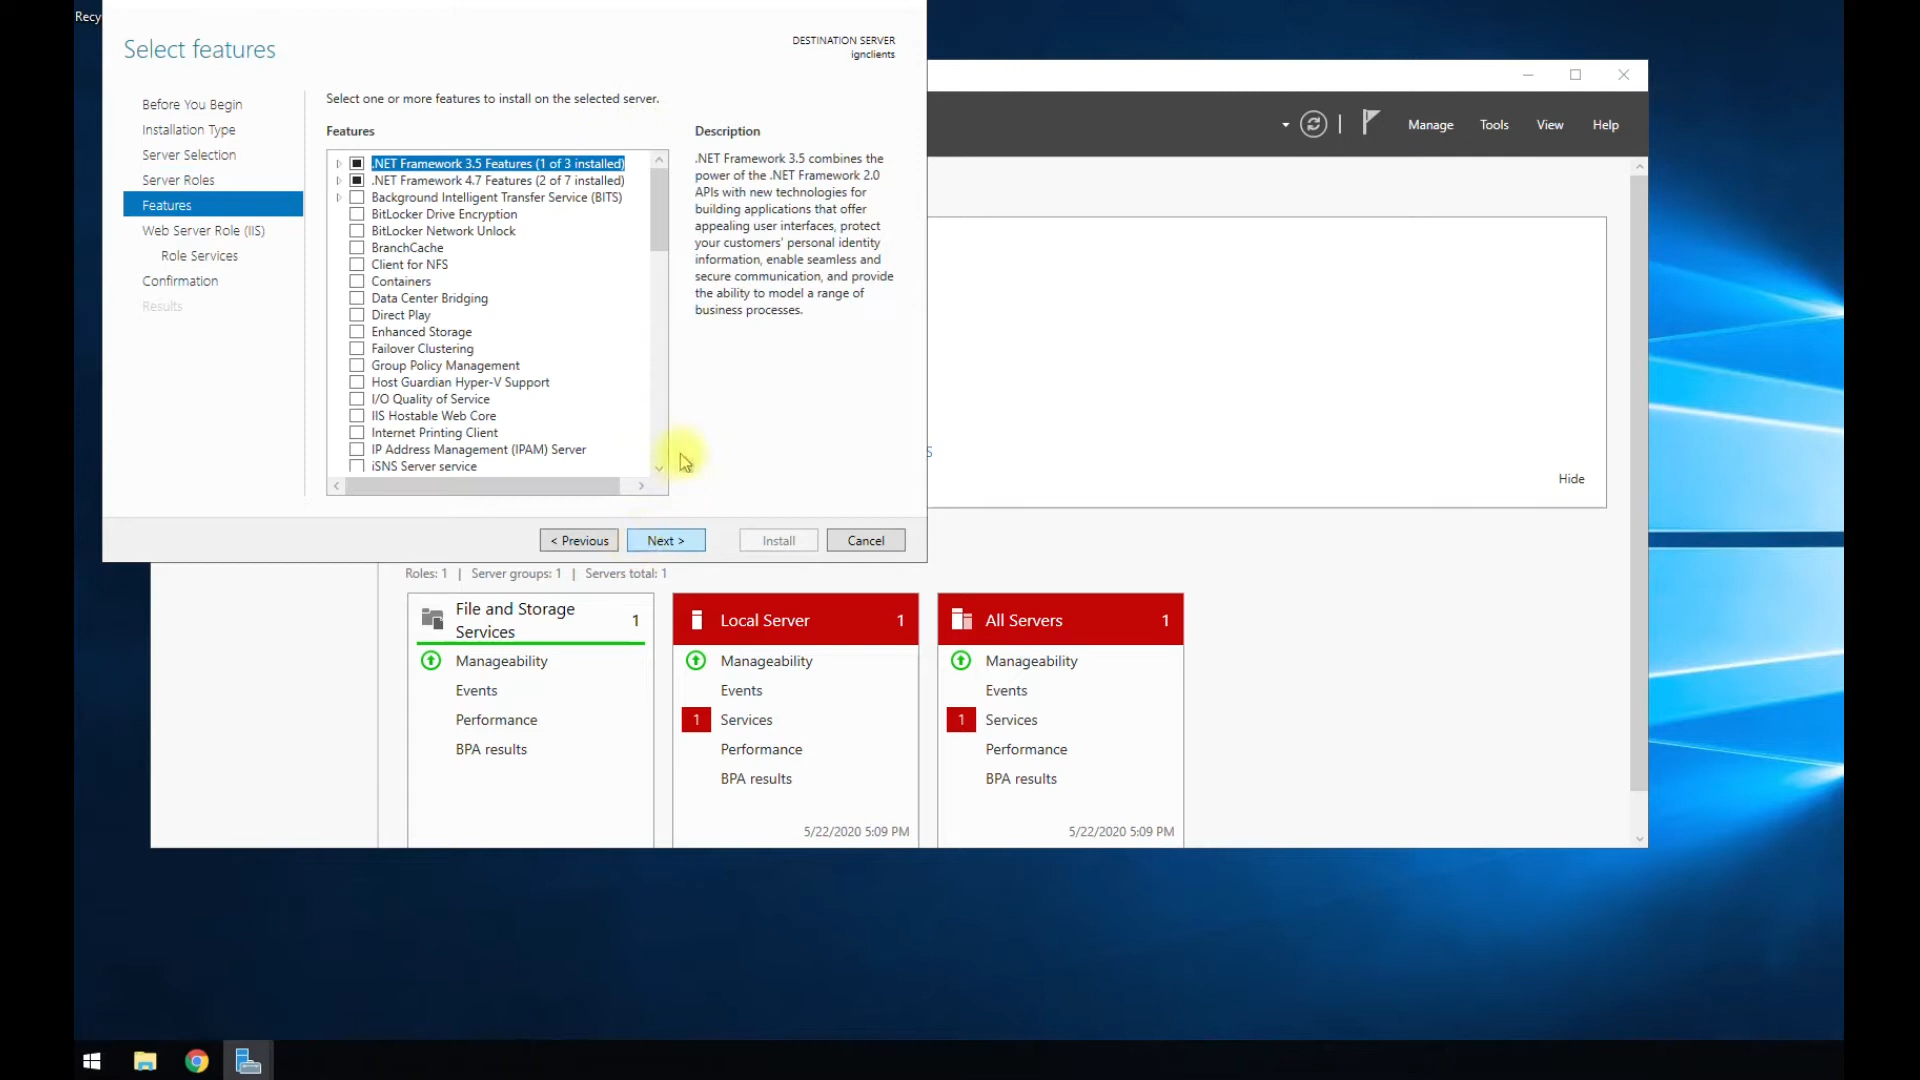 Recy
Select features
DESTINATION SERVER
ignclients
Before You Begin
Installation Type
Server Selection
Server Roles
Features
Web Server Role (IIS)
Role Services
Confirmation
Results
Select one or more features to install on the selected server.
Features
.NET Framework 3.5 Features (1 of 3 installed)
.NET Framework 4.7 Features (2 of 7 installed)
Background Intelligent Transfer Service (BITS)
BitLocker Drive Encryption
BitLocker Network Unlock
BranchCache
Client for NFS
Containers
Data Center Bridging
Direct Play
Enhanced Storage
Failover Clustering
Group Policy Management
Host Guardian Hyper-V Support
I/O Quality of Service
IIS Hostable Web Core
Internet Printing Client
IP Address Management (IPAM) Server
iSNS Server service
Description
.NET Framework 3.5 combines the
power of the .NET Framework 2.0
APIs with new technologies for
building applications that offer
appealing user interfaces, protect
your customers' personal identity
information, enable seamless and
secure communication, and provide
the ability to model a range of
business processes.
< Previous
Next >
Install
Cancel
Manage
Tools
View
Help
S
Hide
Roles: 1 | Server groups: 1 | Servers total: 1
File and Storage
Services
1
Manageability
Events
Performance
BPA results
Local Server 1
Manageability
Events
1 Services
Performance
BPA results
5/22/2020 5:09 PM
All Servers 1
Manageability
Events
1 Services
Performance
BPA results
5/22/2020 5:09 PM